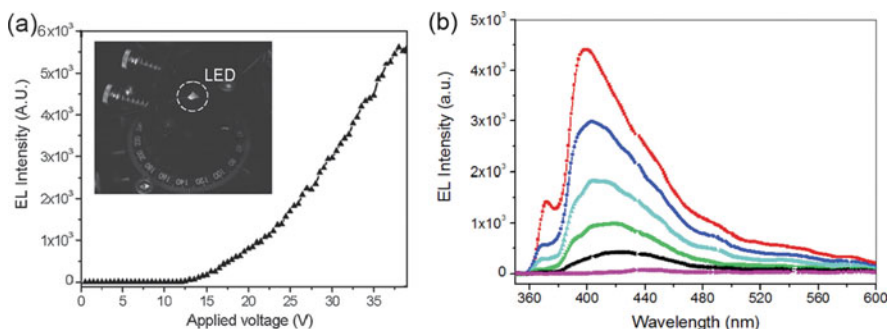 (a)
6x10³
5x10³
4x10³
3x10³
2x10³
1x10³
0
EL Intensity (A.U.)
LED
0 5 10 15 20 25 30 35
Applied voltage (V)
(b)
5x10³
4x10³
3x10³
2x10³
1x10³
0
EL Intensity (a.u.)
360 400 440 480 520 560 600
Wavelength (nm)